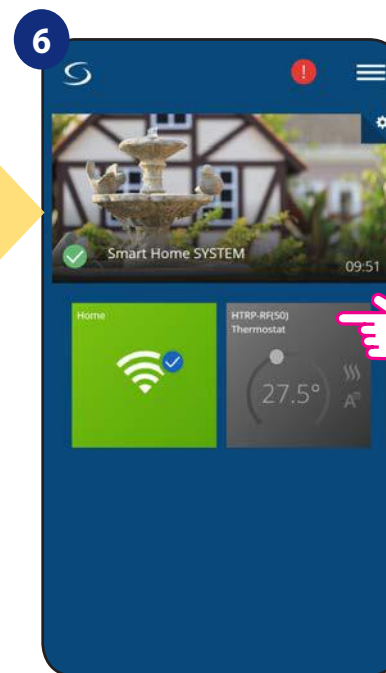 6
!
Smart Home SYSTEM
09:51
Home
HTRP-RF(50)
Thermostat
27.5°
A